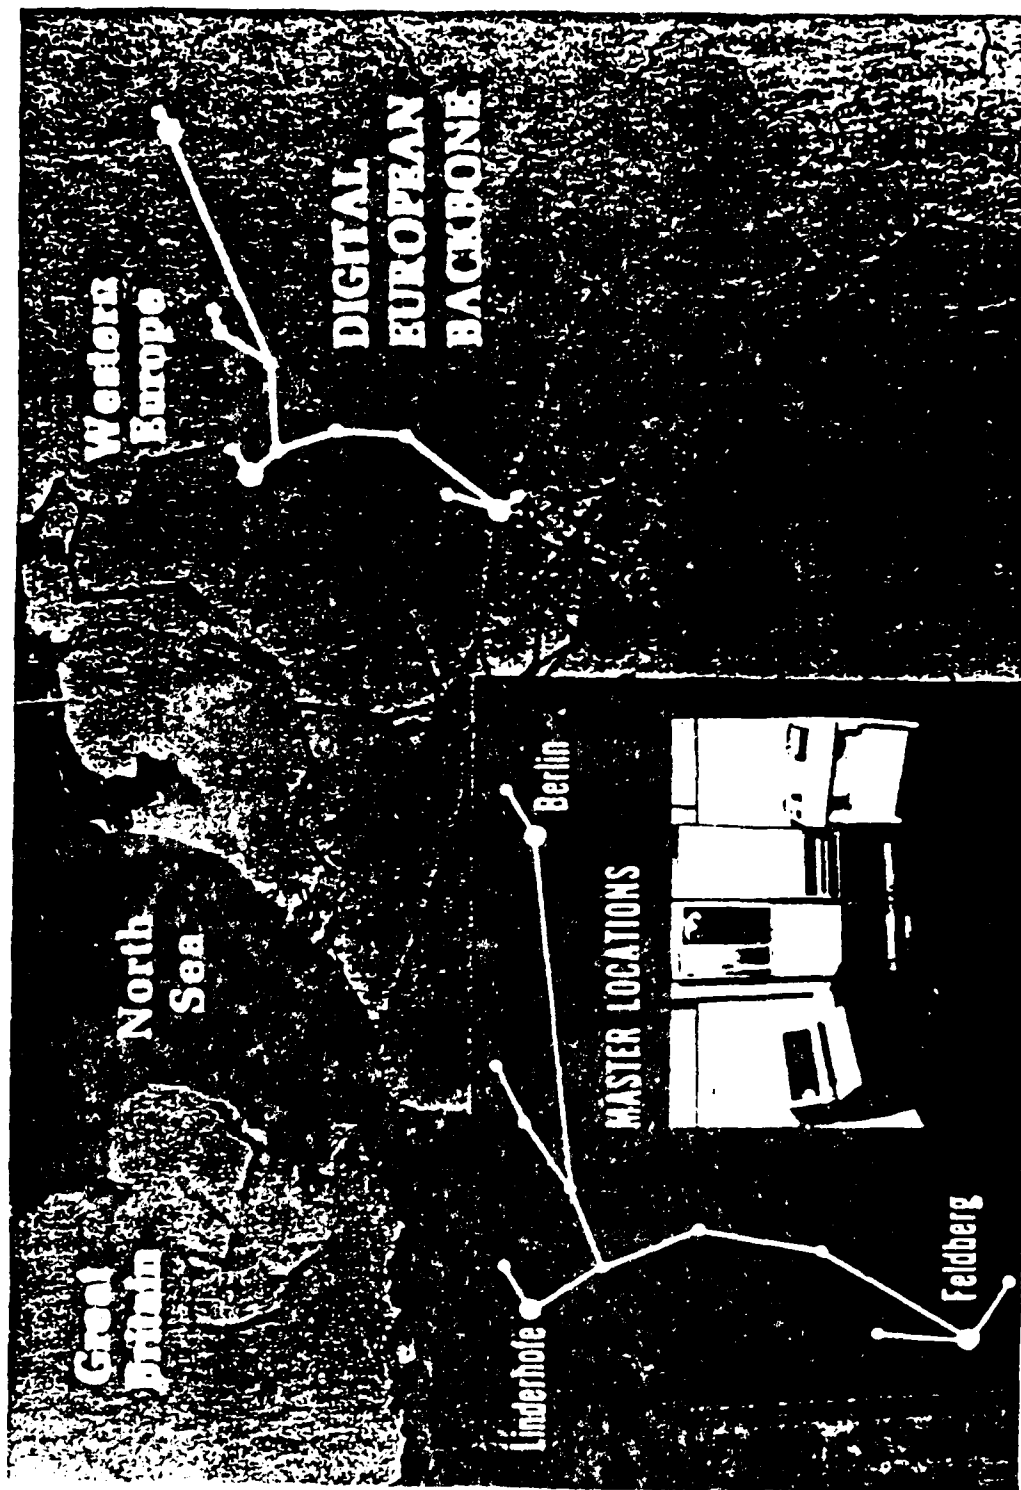 Great
Britain
North
Sea
Western
Europe
DIGITAL
EUROPEAN
BACKBONE
Linderhofe
Berlin
MASTER LOCATIONS
Feldberg